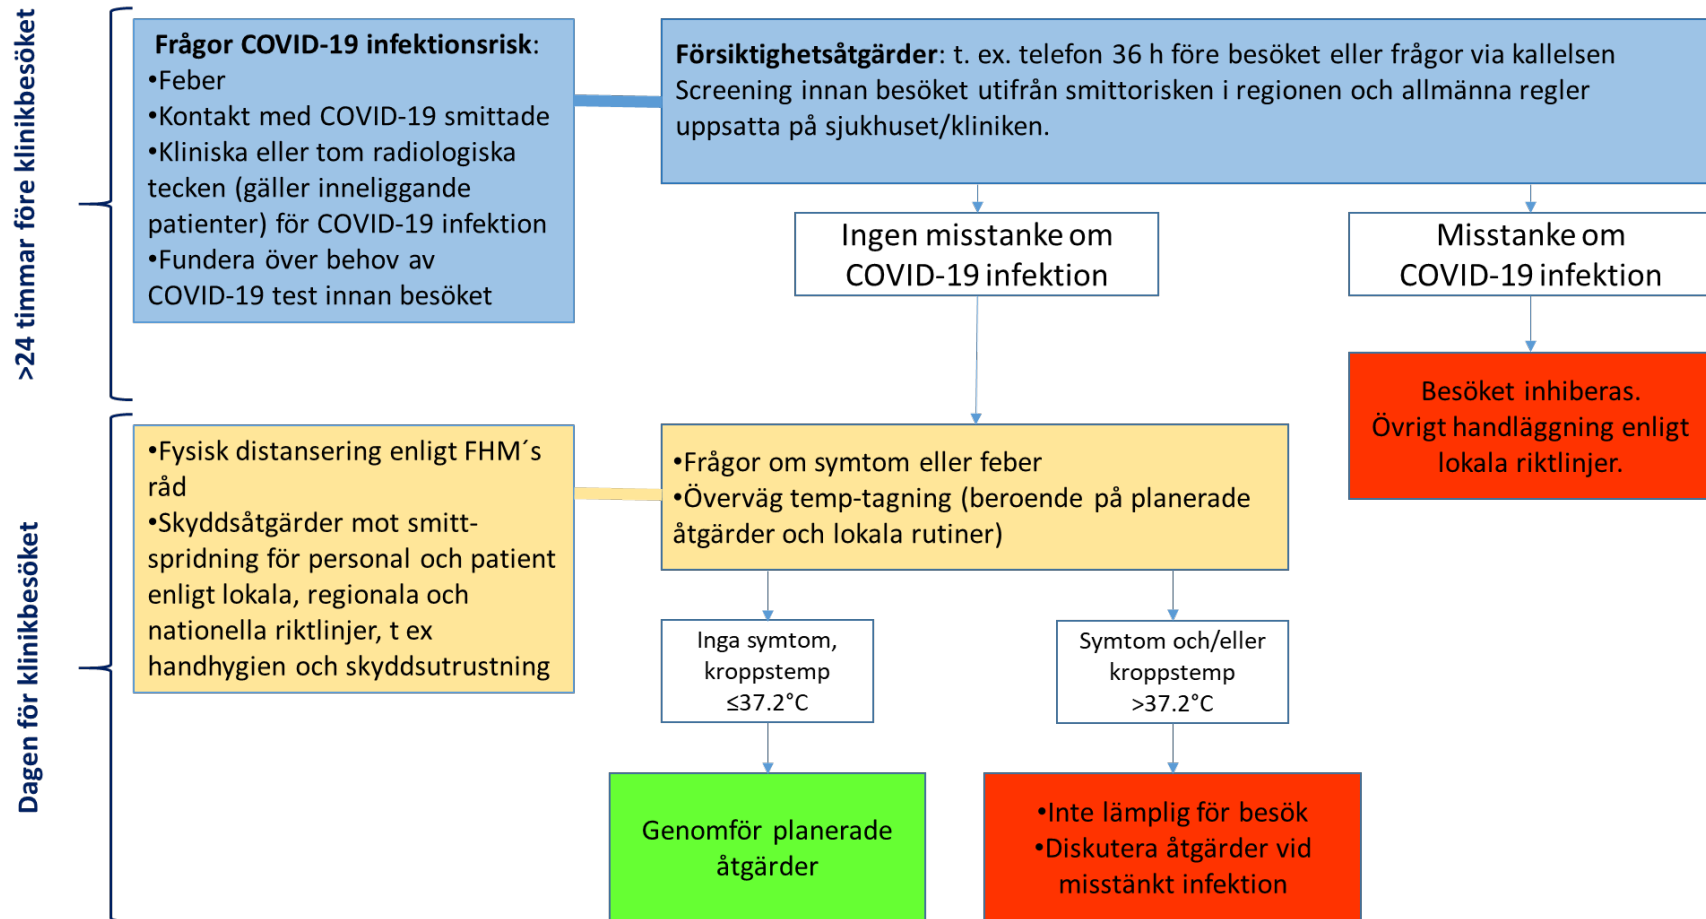 >24 timmar före klinikbesöket
Frågor COVID-19 infektionsrisk:
•Feber
•Kontakt med COVID-19 smittade
•Kliniska eller tom radiologiska
tecken (gäller inneliggande
patienter) för COVID-19 infektion
•Fundera över behov av
COVID-19 test innan besöket
Försiktighetsåtgärder: t. ex. telefon 36 h före besöket eller frågor via kallelsen
Screening innan besöket utifrån smittorisken i regionen och allmänna regler
uppsatta på sjukhuset/kliniken.
Ingen misstanke om
COVID-19 infektion
Misstanke om
COVID-19 infektion
Besöket inhiberas.
Övrigt handläggning enligt
lokala riktlinjer.
Dagen för klinikbesöket
•Fysisk distansering enligt FHM´s
råd
•Skyddsåtgärder mot smitt-
spridning för personal och patient
enligt lokala, regionala och
nationella riktlinjer, t ex
handhygien och skyddsutrustning
•Frågor om symtom eller feber
•Överväg temp-tagning (beroende på planerade
åtgärder och lokala rutiner)
Inga symtom,
kroppstemp
≤37.2°C
Symtom och/eller
kroppstemp
>37.2°C
Genomför planerade
åtgärder
•Inte lämplig för besök
•Diskutera åtgärder vid
misstänkt infektion